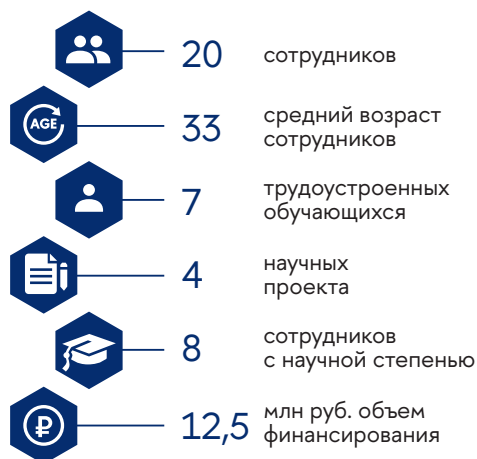 20 сотрудников
AGE
33 средний возраст
сотрудников
7 трудоустроенных
обучающихся
4 научных
проекта
8 сотрудников
с научной степенью
₽
12,5 млн руб. объем
финансирования